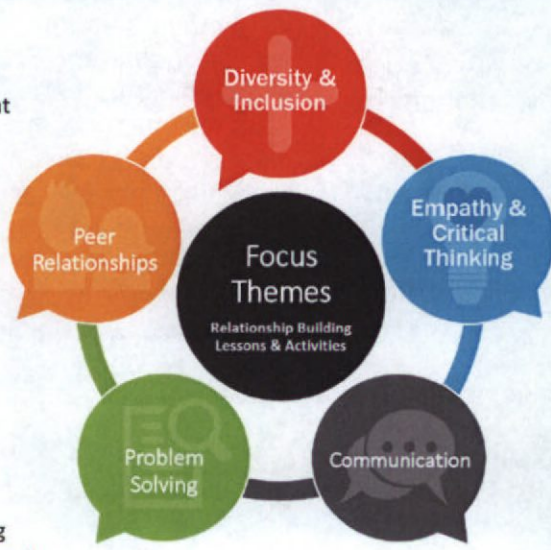 Diversity &
Inclusion
Empathy &
Critical
Thinking
Peer
Relationships
Focus
Themes
Relationship Building
Lessons & Activities
Problem
Solving
Communication